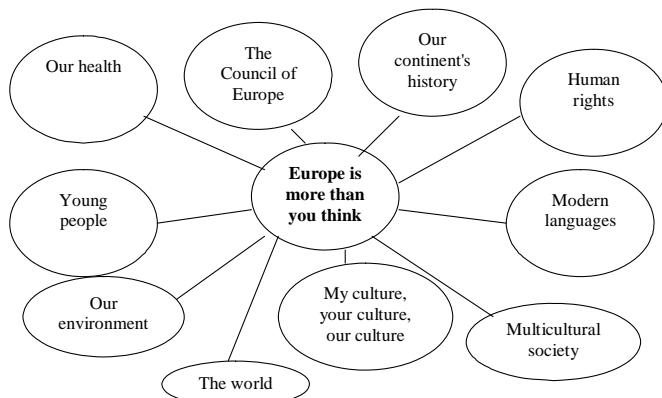 Our health
The
Council of
Europe
Our
continent's
history
Human
rights
Europe is
more than
you think
Young
people
Modern
languages
Our
environment
My culture,
your culture,
our culture
Multicultural
society
The world